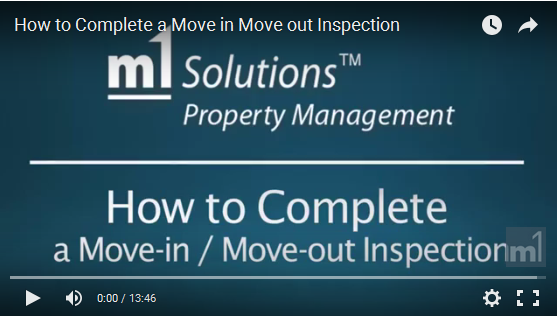 How to Complete a Move in Move out Inspection
m1 Solutions™
Property Management
How to Complete
a Move-in / Move-out Inspection
m1
0:00 / 13:46